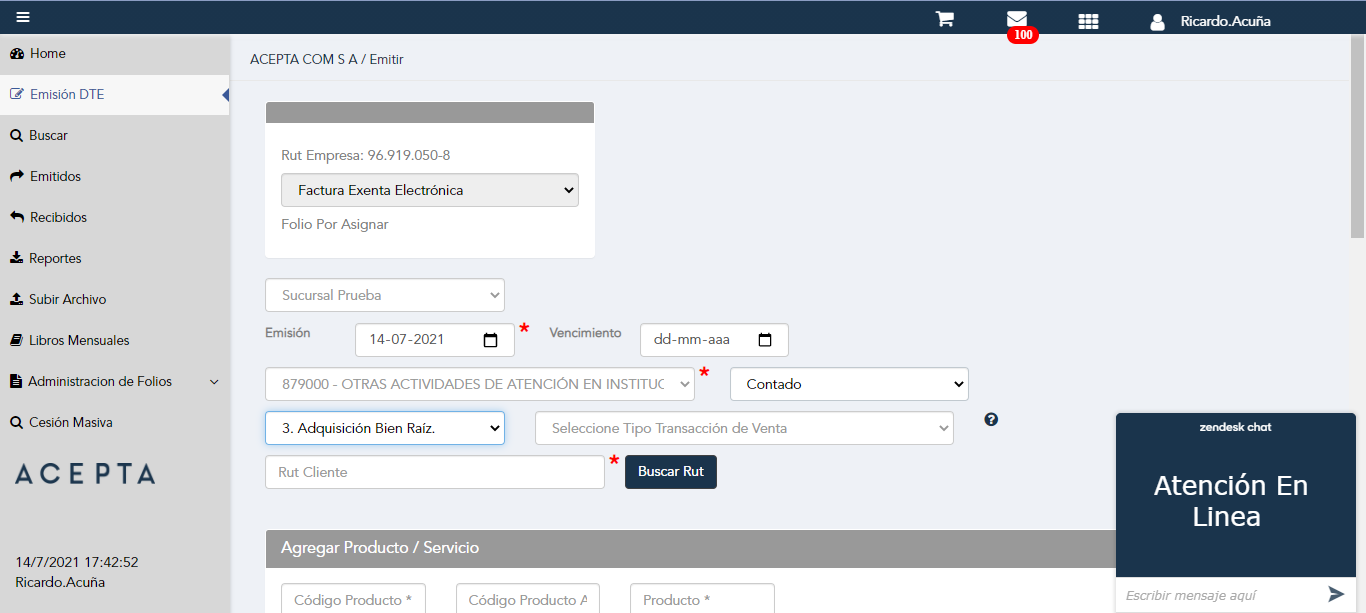 100
Ricardo.Acuña
Home
Emisión DTE
Buscar
Emitidos
Recibidos
Reportes
Subir Archivo
Libros Mensuales
Administracion de Folios
Cesión Masiva
ACEPTA
14/7/2021 17:42:52
Ricardo.Acuña
ACEPTA COM S A / Emitir
Rut Empresa: 96.919.050-8
Factura Exenta Electrónica
Folio Por Asignar
Sucursal Prueba
Emisión 14-07-2021 * Vencimiento dd-mm-aaa
879000 - OTRAS ACTIVIDADES DE ATENCIÓN EN INSTITUC * Contado
3. Adquisición Bien Raíz. Seleccione Tipo Transacción de Venta ?
Rut Cliente * Buscar Rut
Agregar Producto / Servicio
Código Producto * Código Producto A Producto *
zendesk chat
Atención En
Linea
Escribir mensaje aquí